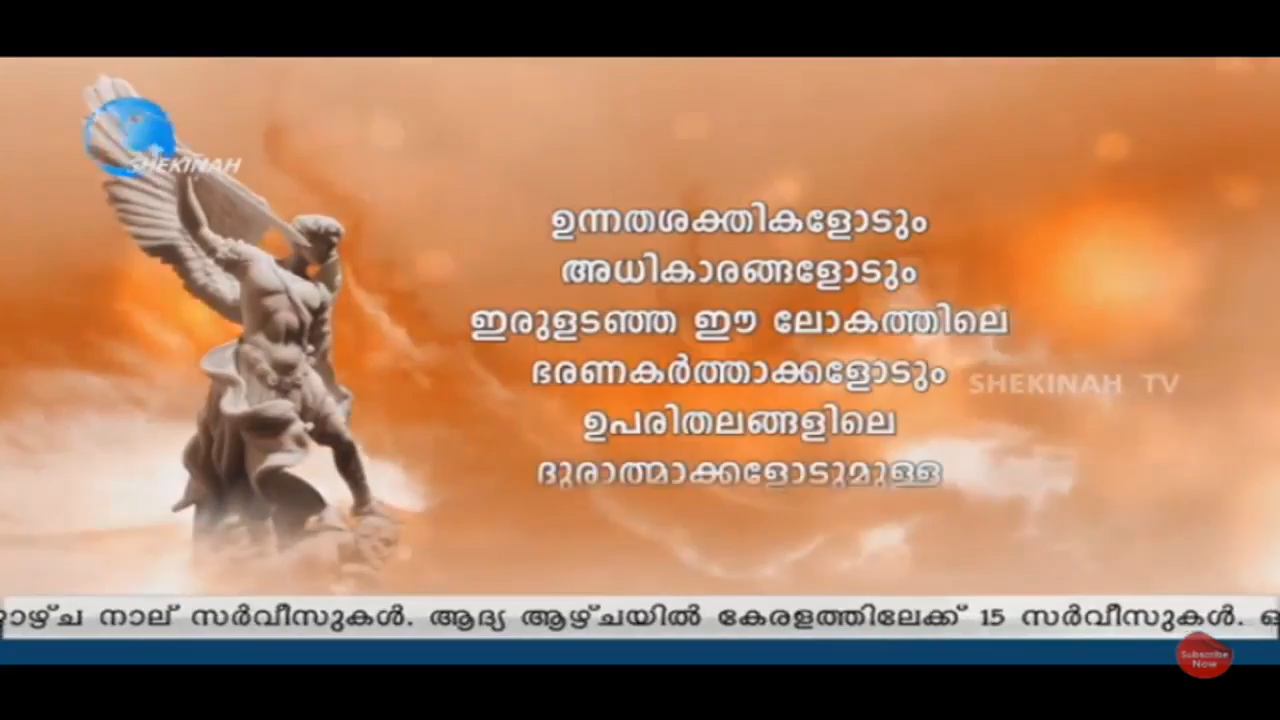 SHEKINAH
ഉന്നതശക്തികളോടും
അധികാരങ്ങളോടും
ഇരുളടഞ്ഞ ഈ ലോകത്തിലെ
ഭരണകർത്താക്കളോടും
SHEKINAH TV
ഉപരിതലങ്ങളിലെ
ദുരാത്മാക്കളോടുമുള്ള
നാല് സർവീസുകൾ. ആദ്യ ആഴ്ചയിൽ കേരളത്തിലേക്ക് 15 സർവീസുകൾ.
Subscribe
Now